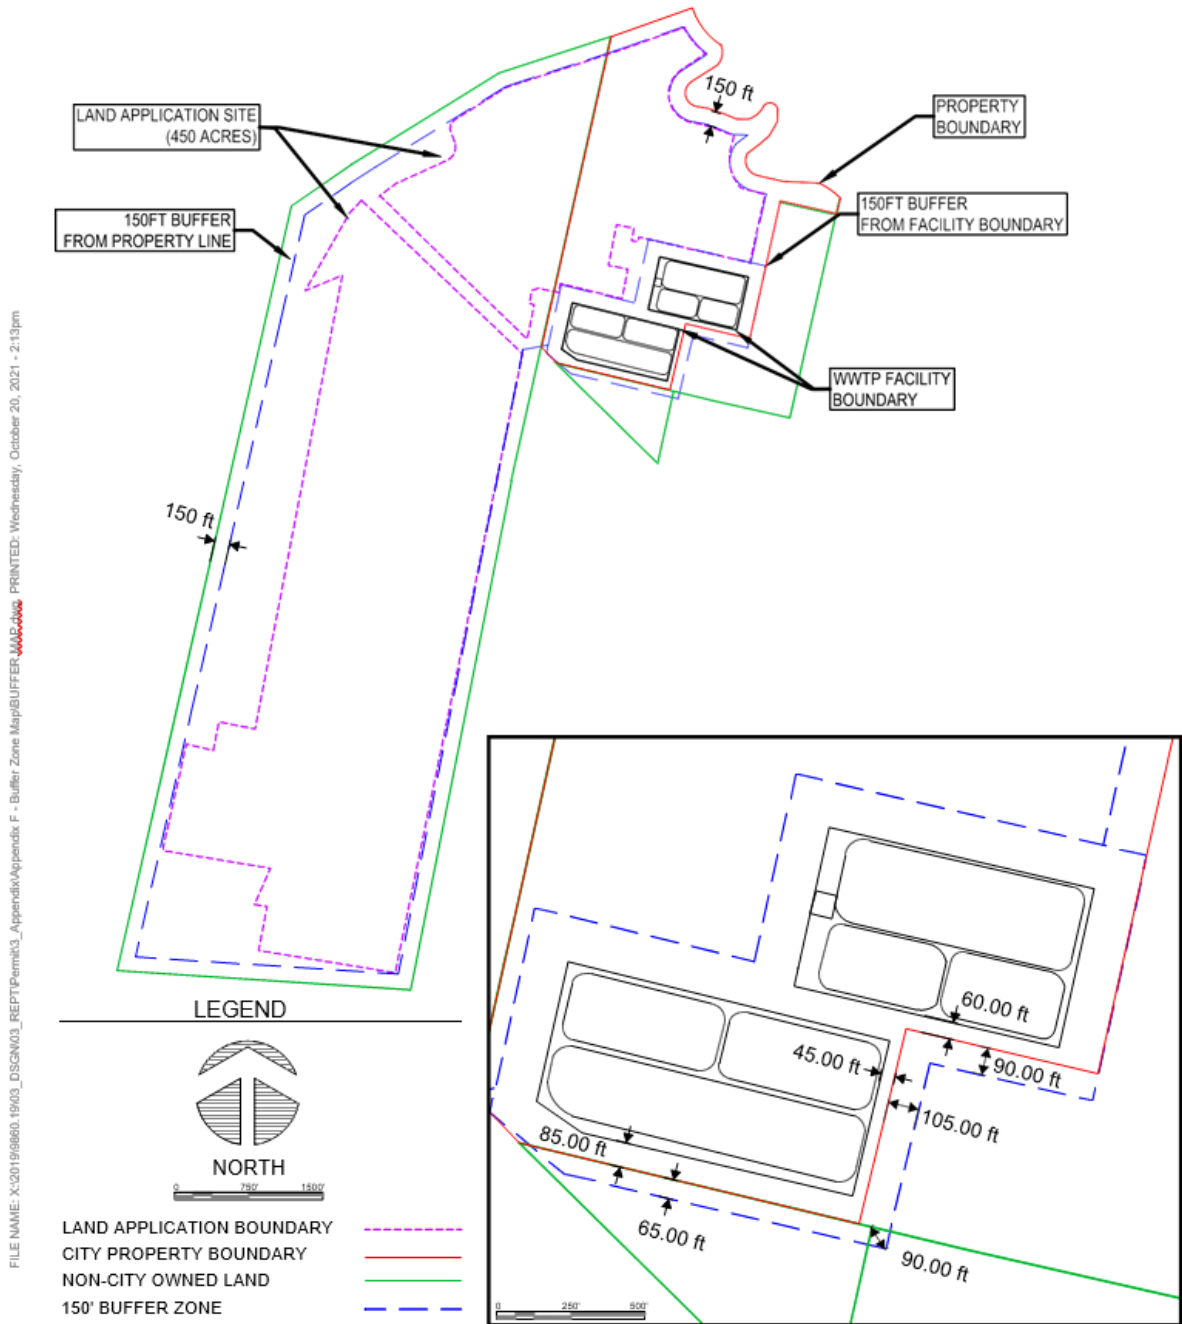 150 ft
LAND APPLICATION SITE
(450 ACRES)
PROPERTY
BOUNDARY
150FT BUFFER
FROM FACILITY BOUNDARY
150FT BUFFER
FROM PROPERTY LINE
WWTP FACILITY
BOUNDARY
150 ft
FILE NAME: X:\2019\9860.19\03_DSGN\03_REPT\Permit\3_Appendix\Appendix F - Buffer Zone Map\BUFFER MAP.dwg PRINTED: Wednesday, October 20, 2021 - 2:13pm
LEGEND
NORTH
0 750' 1500'
LAND APPLICATION BOUNDARY
CITY PROPERTY BOUNDARY
NON-CITY OWNED LAND
150' BUFFER ZONE
60.00 ft
45.00 ft
90.00 ft
105.00 ft
85.00 ft
65.00 ft
90.00 ft
0 250' 500'